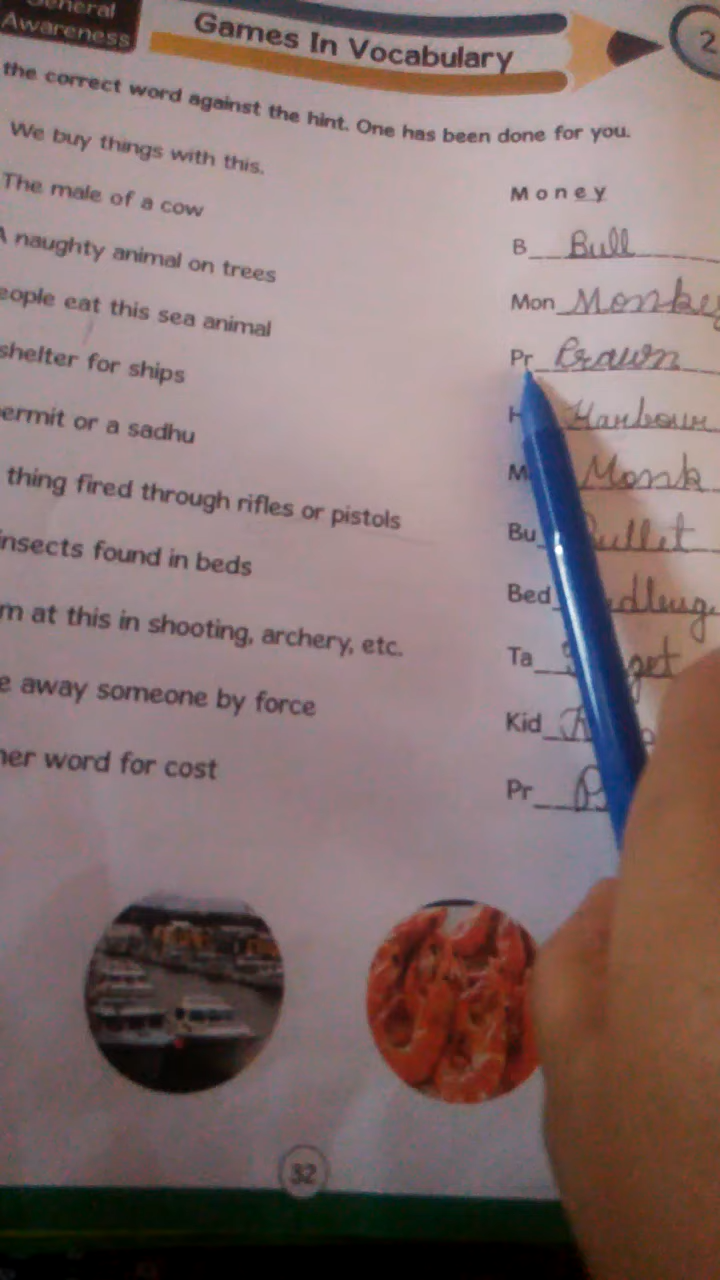 General
Awareness
Games In Vocabulary
2
the correct word against the hint. One has been done for you.
We buy things with this. Money
The male of a cow B Bull
A naughty animal on trees Mon Monkey
eople eat this sea animal Pr Prawn
shelter for ships H Harbour
ermit or a sadhu M Monk
thing fired through rifles or pistols Bu Bullet
insects found in beds Bed
m at this in shooting, archery, etc. Ta get
e away someone by force Kid
her word for cost Pr P
32